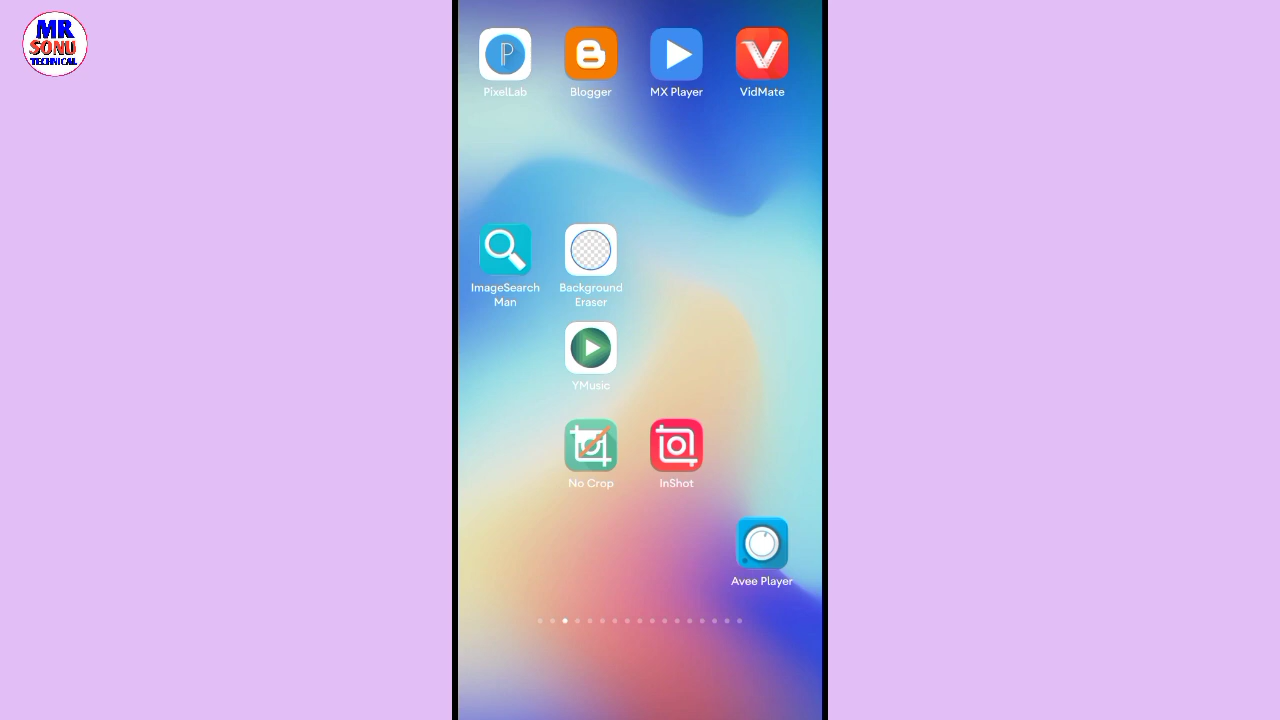 MR
SONU
TECHNICAL
PixelLab
Blogger
MX Player
VidMate
ImageSearch
Man
Background
Eraser
YMusic
No Crop
InShot
Avee Player